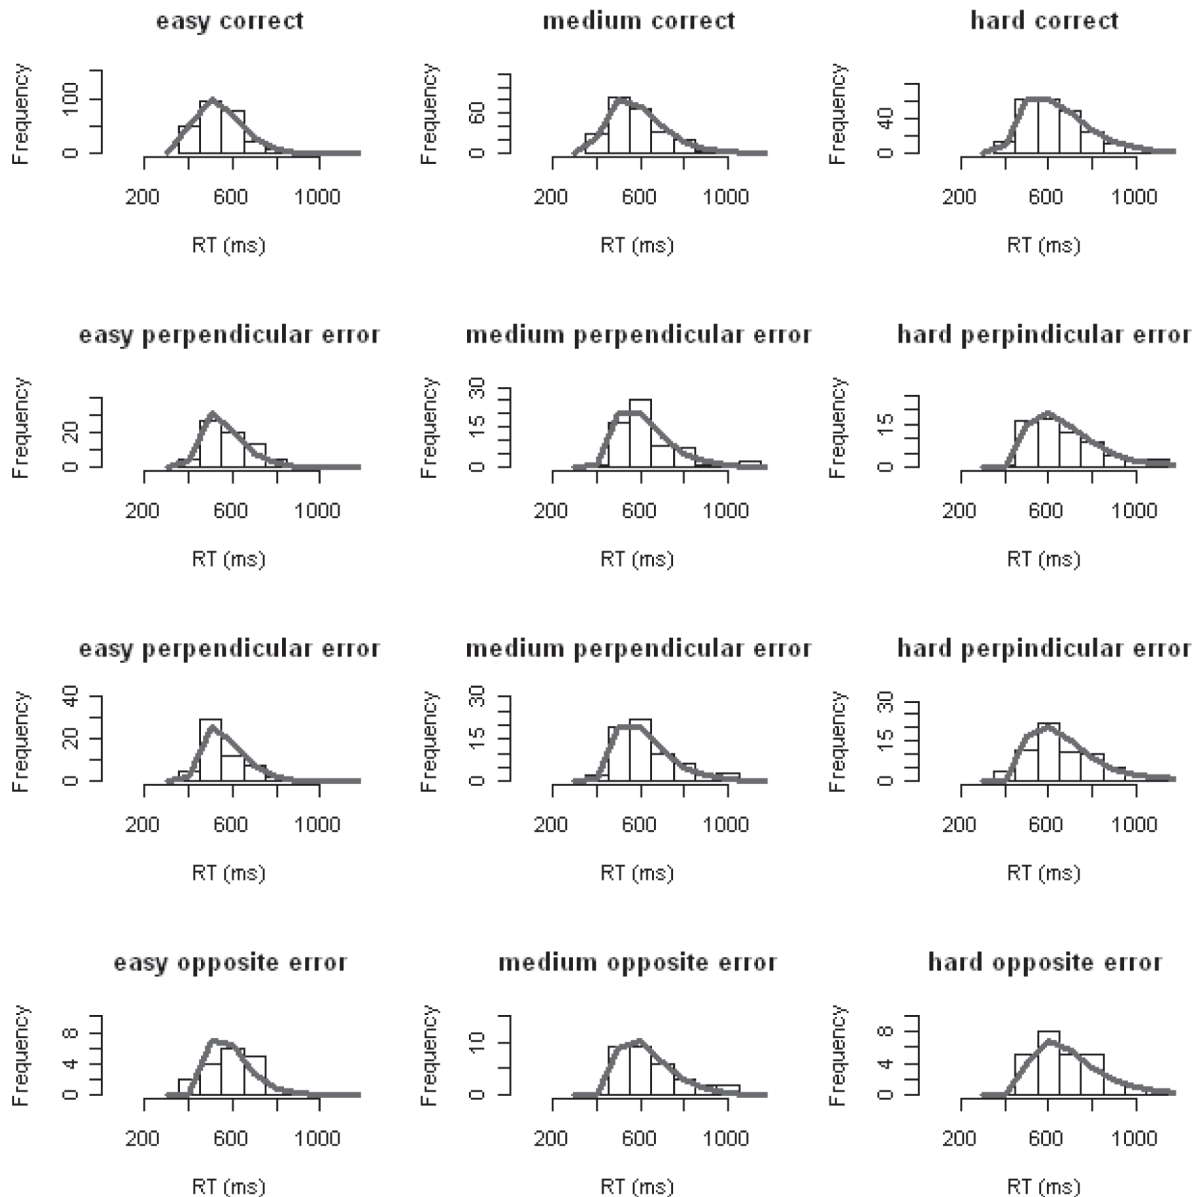 easy correct
medium correct
hard correct
Frequency
0 100
200 600 1000
RT (ms)
Frequency
0 60
200 600 1000
RT (ms)
Frequency
0 40
200 600 1000
RT (ms)
easy perpendicular error
medium perpendicular error
hard perpindicular error
Frequency
0 20
200 600 1000
RT (ms)
Frequency
0 15 30
200 600 1000
RT (ms)
Frequency
0 15
200 600 1000
RT (ms)
easy perpendicular error
medium perpendicular error
hard perpindicular error
Frequency
0 20 40
200 600 1000
RT (ms)
Frequency
0 15 30
200 600 1000
RT (ms)
Frequency
0 15 30
200 600 1000
RT (ms)
easy opposite error
medium opposite error
hard opposite error
Frequency
0 4 8
200 600 1000
RT (ms)
Frequency
0 10
200 600 1000
RT (ms)
Frequency
0 4 8
200 600 1000
RT (ms)